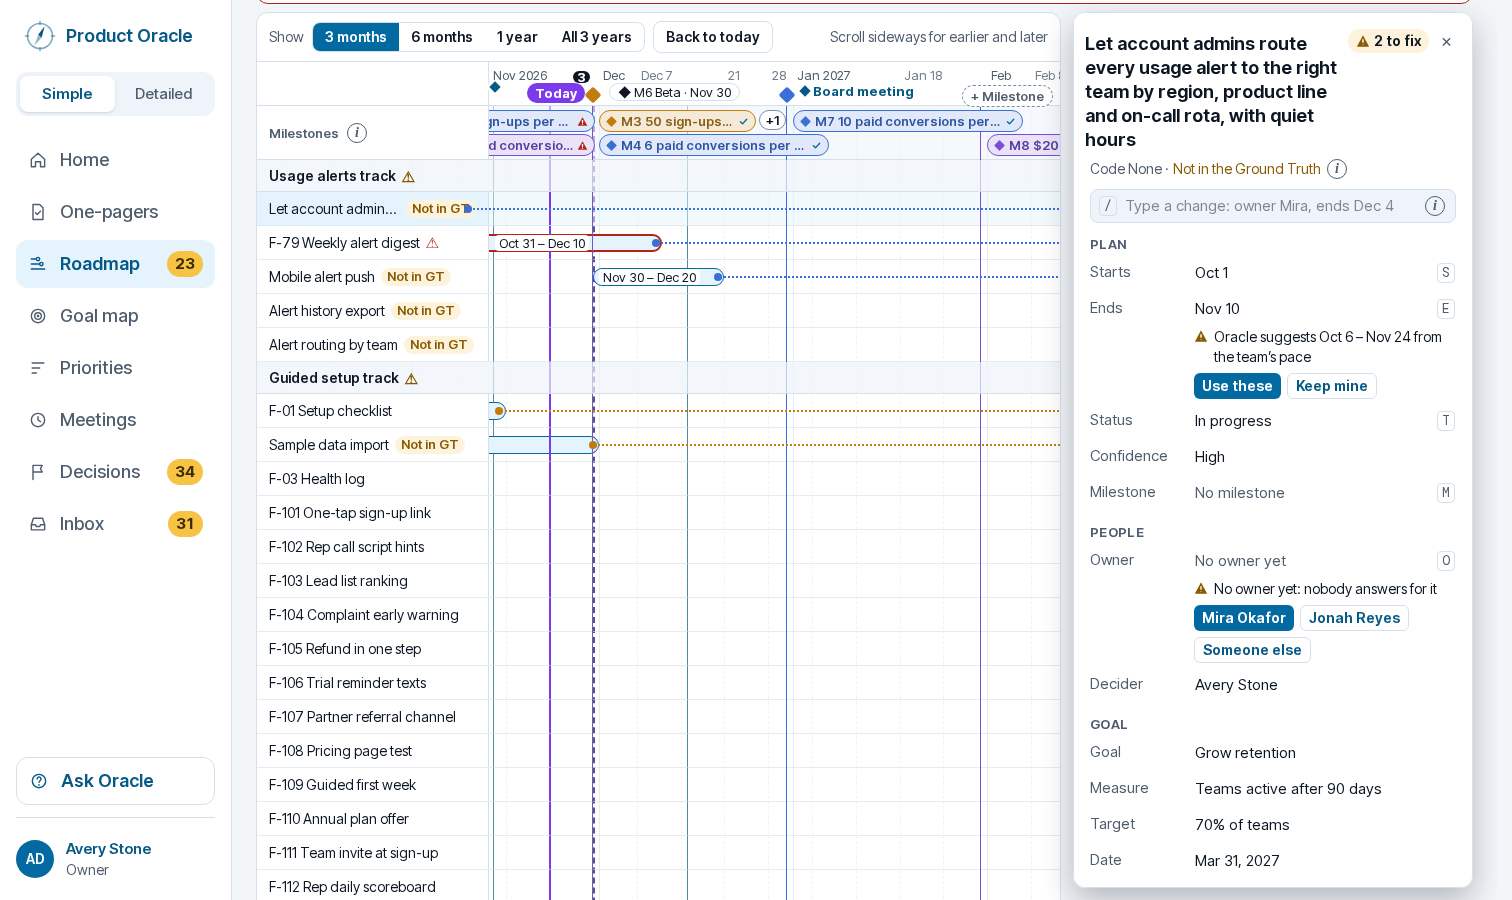 Product Oracle
Simple
Detailed
Home
One-pagers
Roadmap 23
Goal map
Priorities
Meetings
Decisions 34
Inbox 31
Ask Oracle
AD
Avery Stone
Owner
Show
3 months
6 months
1 year
All 3 years
Back to today
Scroll sideways for earlier and later
Nov 2026
3
Dec
Dec 7
21
28
Jan 2027
Jan 18
Feb
Feb
Today
M6 Beta · Nov 30
Board meeting
+ Milestone
Milestones i
gn-ups per ...
M3 50 sign-ups...
+1
M7 10 paid conversions per...
d conversio...
M4 6 paid conversions per ...
M8 $20
Usage alerts track
Let account admin... Not in GT
F-79 Weekly alert digest
Oct 31 – Dec 10
Mobile alert push Not in GT
Nov 30 – Dec 20
Alert history export Not in GT
Alert routing by team Not in GT
Guided setup track
F-01 Setup checklist
Sample data import Not in GT
F-03 Health log
F-101 One-tap sign-up link
F-102 Rep call script hints
F-103 Lead list ranking
F-104 Complaint early warning
F-105 Refund in one step
F-106 Trial reminder texts
F-107 Partner referral channel
F-108 Pricing page test
F-109 Guided first week
F-110 Annual plan offer
F-111 Team invite at sign-up
F-112 Rep daily scoreboard
Let account admins route
every usage alert to the right
team by region, product line
and on-call rota, with quiet
hours
2 to fix
×
Code None · Not in the Ground Truth i
/ Type a change: owner Mira, ends Dec 4 i
PLAN
Starts Oct 1 S
Ends Nov 10 E
Oracle suggests Oct 6 – Nov 24 from
the team's pace
Use these
Keep mine
Status In progress T
Confidence High
Milestone No milestone M
PEOPLE
Owner No owner yet O
No owner yet: nobody answers for it
Mira Okafor
Jonah Reyes
Someone else
Decider Avery Stone
GOAL
Goal Grow retention
Measure Teams active after 90 days
Target 70% of teams
Date Mar 31, 2027